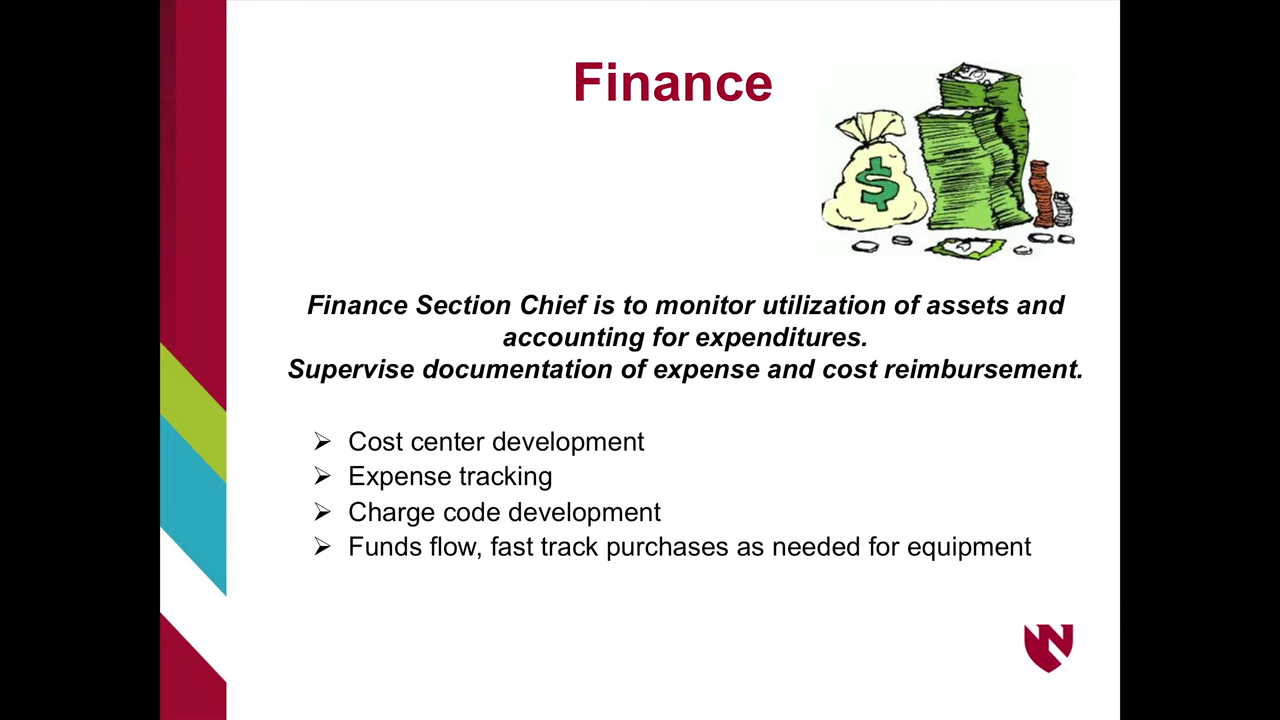 Finance
$
Finance Section Chief is to monitor utilization of assets and
accounting for expenditures.
Supervise documentation of expense and cost reimbursement.
Cost center development
Expense tracking
Charge code development
Funds flow, fast track purchases as needed for equipment
N